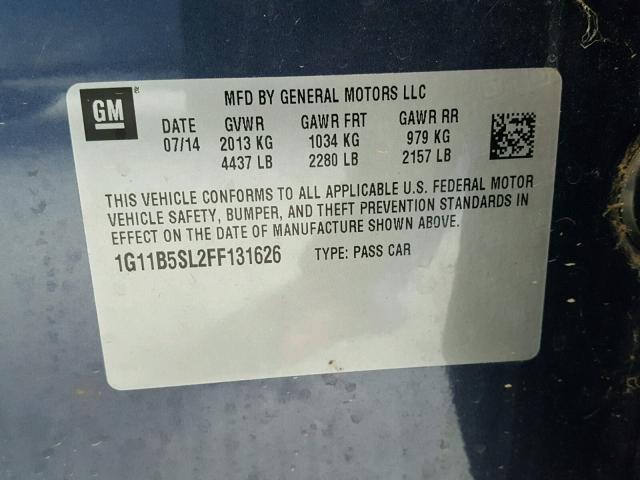 GM
MFD BY GENERAL MOTORS LLC
DATE GVWR GAWR FRT GAWR RR
07/14 2013 KG 1034 KG 979 KG
4437 LB 2280 LB 2157 LB
THIS VEHICLE CONFORMS TO ALL APPLICABLE U.S. FEDERAL MOTOR
VEHICLE SAFETY, BUMPER, AND THEFT PREVENTION STANDARDS IN
EFFECT ON THE DATE OF MANUFACTURE SHOWN ABOVE.
1G11B5SL2FF131626 TYPE: PASS CAR